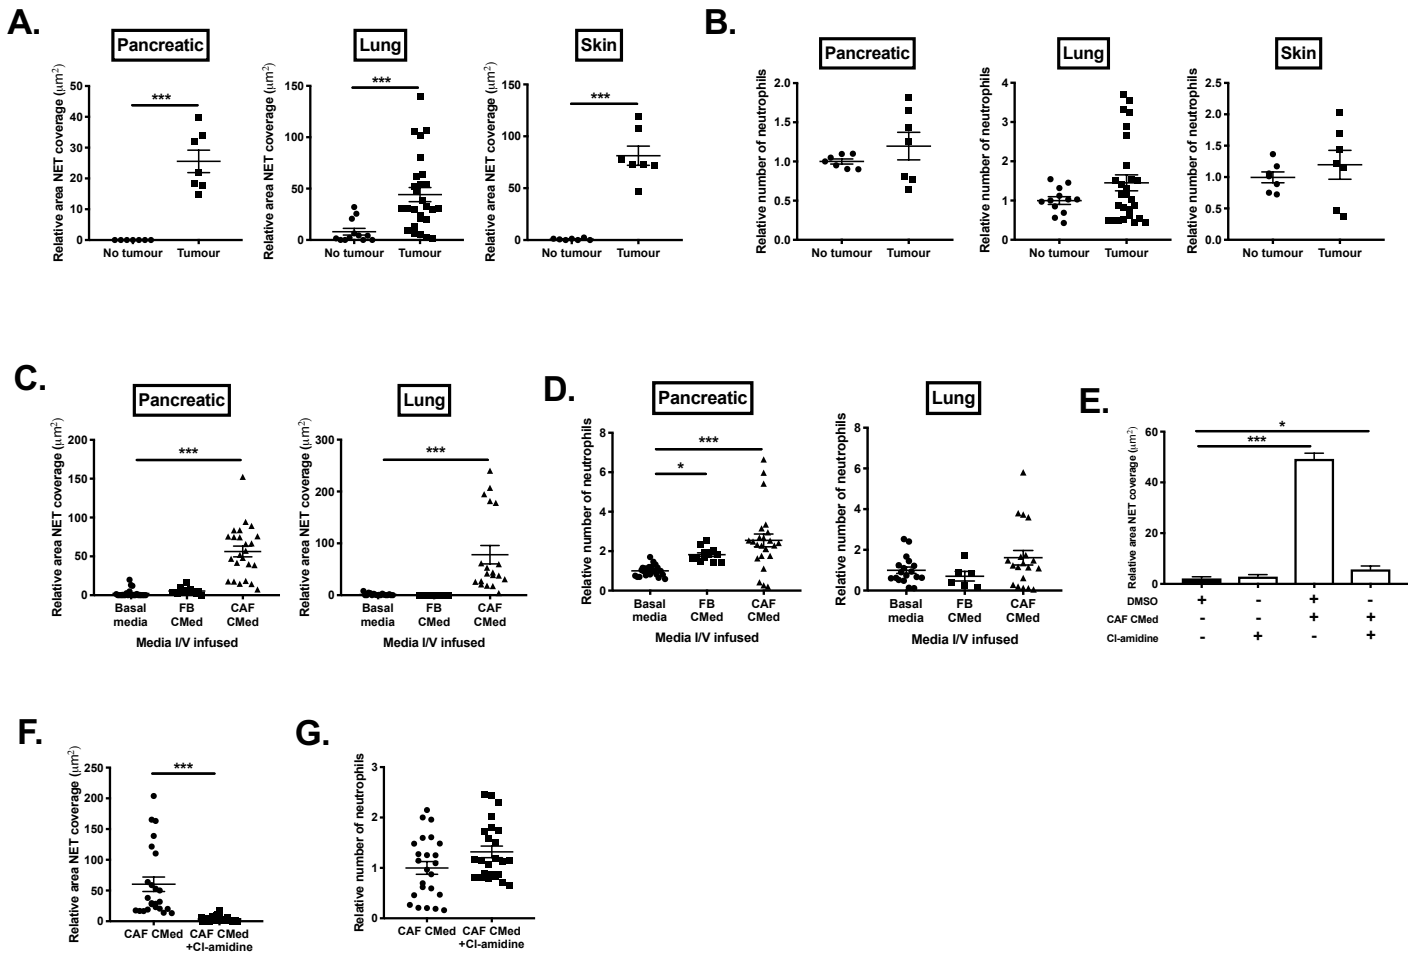 A.
Pancreatic
Relative area NET coverage (µm²)
50
40
30
20
10
0
***
No tumour Tumour
Lung
Relative area NET coverage (µm²)
150
100
50
0
***
No tumour Tumour
Skin
Relative area NET coverage (µm²)
150
100
50
0
***
No tumour Tumour
B.
Pancreatic
Relative number of neutrophils
2.0
1.5
1.0
0.5
0.0
No tumour Tumour
Lung
Relative number of neutrophils
4
3
2
1
0
No tumour Tumour
Skin
Relative number of neutrophils
2.5
2.0
1.5
1.0
0.5
0.0
No tumour Tumour
C.
Pancreatic
Relative area NET coverage (µm²)
200
150
100
50
0
***
Basal FB CAF
media CMed CMed
Media I/V infused
Lung
Relative area NET coverage (µm²)
300
200
100
0
***
Basal FB CAF
media CMed CMed
Media I/V infused
D.
Pancreatic
Relative number of neutrophils
8
6
4
2
0
***
*
Basal FB CAF
media CMed CMed
Media I/V infused
Lung
Relative number of neutrophils
8
6
4
2
0
Basal FB CAF
media CMed CMed
Media I/V infused
E.
Relative area NET coverage (µm²)
60
40
20
0
*
***
DMSO + - + -
CAF CMed - - + +
Cl-amidine - + - +
F.
Relative area NET coverage (µm²)
250
200
150
100
50
0
***
CAF CMed CAF CMed
+Cl-amidine
G.
Relative number of neutrophils
3
2
1
0
CAF CMed CAF CMed
+Cl-amidine